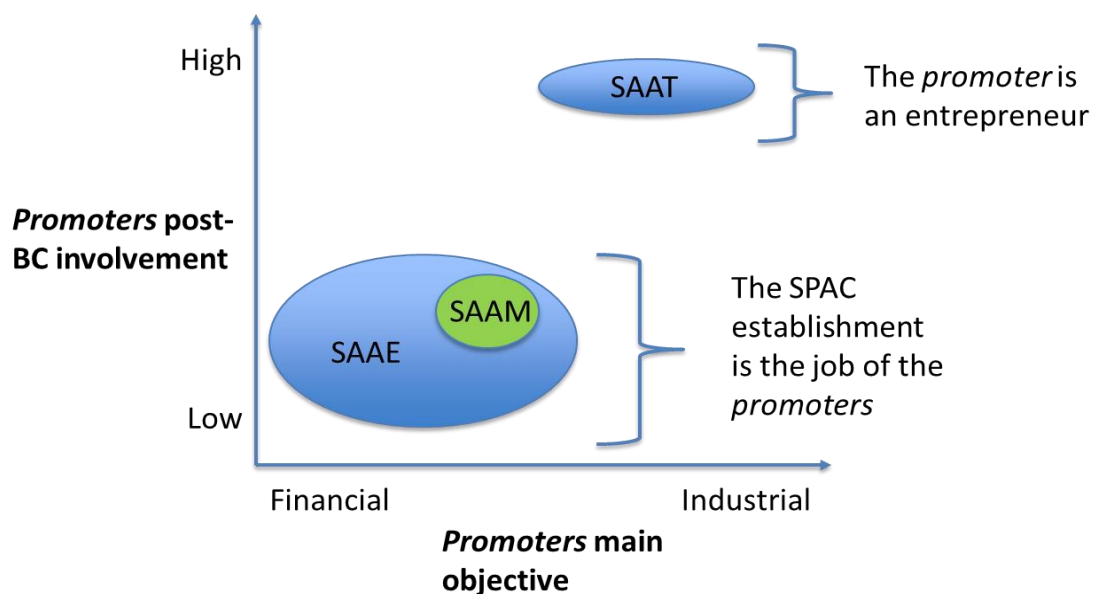 High
SAAT
The promoter is
an entrepreneur
Promoters post-
BC involvement
SAAM
SAAE
The SPAC
establishment
is the job of the
promoters
Low
Financial
Industrial
Promoters main
objective